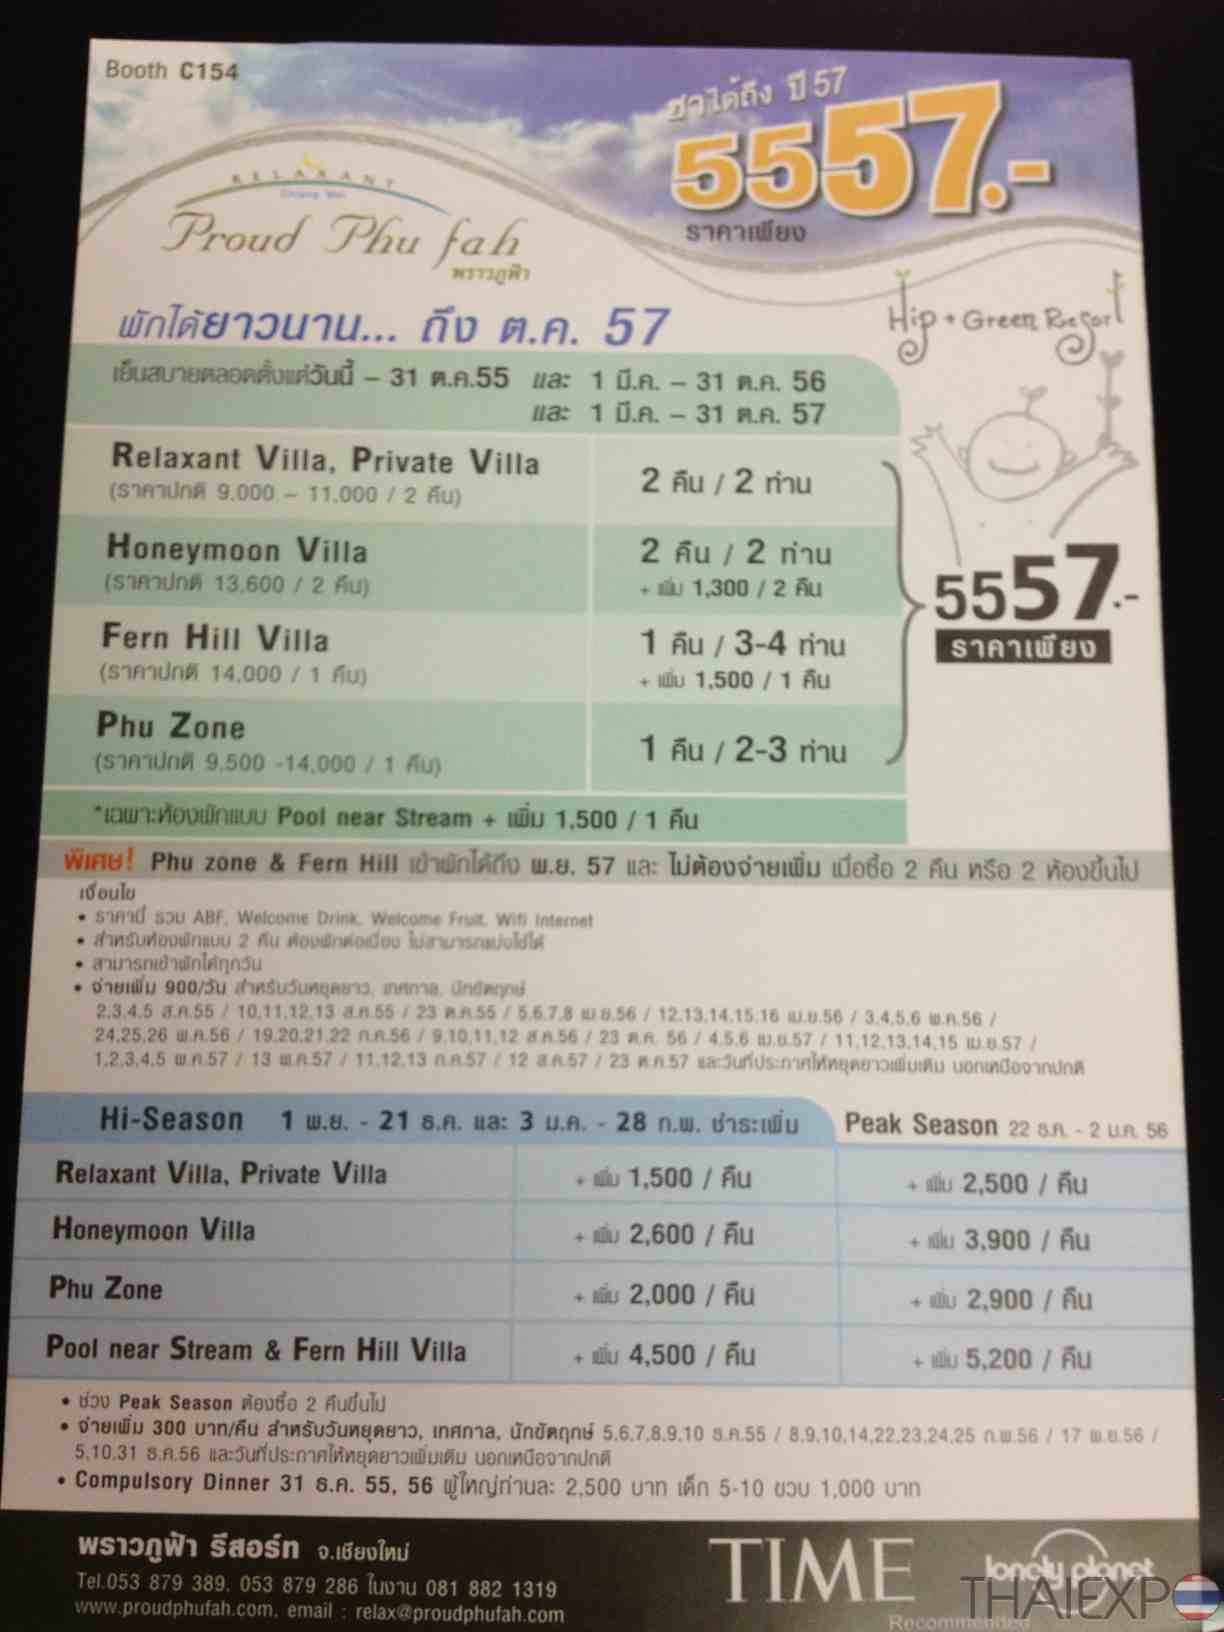 Booth C154
ฮาได้ถึง ปี 57
5557.-
ราคาเพียง
RELAXANT
Chiang Mai
Proud Phu fah
พราวภูฟ้า
Hip + Green Resort
พักได้ยาวนาน... ถึง ต.ค. 57
เย็นสบายตลอดตั้งแต่วันนี้ – 31 ต.ค.55 และ 1 มี.ค. – 31 ต.ค. 56
และ 1 มี.ค. – 31 ต.ค. 57
Relaxant Villa, Private Villa
(ราคาปกติ 9,000 – 11,000 / 2 คืน)
2 คืน / 2 ท่าน
Honeymoon Villa
(ราคาปกติ 13,600 / 2 คืน)
2 คืน / 2 ท่าน
+ เพิ่ม 1,300 / 2 คืน
Fern Hill Villa
(ราคาปกติ 14,000 / 1 คืน)
1 คืน / 3-4 ท่าน
+ เพิ่ม 1,500 / 1 คืน
Phu Zone
(ราคาปกติ 9,500 -14,000 / 1 คืน)
1 คืน / 2-3 ท่าน
5557.-
ราคาเพียง
*เฉพาะห้องพักแบบ Pool near Stream + เพิ่ม 1,500 / 1 คืน
พิเศษ! Phu zone & Fern Hill เข้าพักได้ถึง พ.ย. 57 และ ไม่ต้องจ่ายเพิ่ม เมื่อซื้อ 2 คืน หรือ 2 ห้องขึ้นไป
เงื่อนไข
• ราคานี้ รวม ABF, Welcome Drink, Welcome Fruit, Wifi Internet
• สำหรับห้องพักแบบ 2 คืน ต้องพักต่อเนื่อง ไม่สามารถแบ่งใช้ได้
• สามารถเข้าพักได้ทุกวัน
• จ่ายเพิ่ม 900/วัน สำหรับวันหยุดยาว, เทศกาล, นักขัตฤกษ์
2,3,4,5 ส.ค.55 / 10,11,12,13 ส.ค.55 / 23 ต.ค.55 / 5,6,7,8 เม.ย.56 / 12,13,14,15,16 เม.ย.56 / 3,4,5,6 พ.ค.56 /
24,25,26 พ.ค.56 / 19,20,21,22 ก.ค.56 / 9,10,11,12 ส.ค.56 / 23 ต.ค. 56 / 4,5,6 เม.ย.57 / 11,12,13,14,15 เม.ย.57 /
1,2,3,4,5 พ.ค.57 / 13 พ.ค.57 / 11,12,13 ก.ค.57 / 12 ส.ค.57 / 23 ต.ค.57 และวันที่ประกาศให้หยุดยาวเพิ่มเติม นอกเหนือจากปกติ
Hi-Season 1 พ.ย. - 21 ธ.ค. และ 3 ม.ค. - 28 ก.พ. ชำระเพิ่ม
Peak Season 22 ธ.ค. - 2 ม.ค. 56
Relaxant Villa, Private Villa + เพิ่ม 1,500 / คืน + เพิ่ม 2,500 / คืน
Honeymoon Villa + เพิ่ม 2,600 / คืน + เพิ่ม 3,900 / คืน
Phu Zone + เพิ่ม 2,000 / คืน + เพิ่ม 2,900 / คืน
Pool near Stream & Fern Hill Villa + เพิ่ม 4,500 / คืน + เพิ่ม 5,200 / คืน
• ช่วง Peak Season ต้องซื้อ 2 คืนขึ้นไป
• จ่ายเพิ่ม 300 บาท/คืน สำหรับวันหยุดยาว, เทศกาล, นักขัตฤกษ์ 5,6,7,8,9,10 ธ.ค.55 / 8,9,10,14,22,23,24,25 ก.พ.56 / 17 พ.ย.56 /
5,10,31 ธ.ค.56 และวันที่ประกาศให้หยุดยาวเพิ่มเติม นอกเหนือจากปกติ
• Compulsory Dinner 31 ธ.ค. 55, 56 ผู้ใหญ่ท่านละ 2,500 บาท เด็ก 5-10 ขวบ 1,000 บาท
พราวภูฟ้า รีสอร์ท จ.เชียงใหม่
Tel.053 879 389, 053 879 286 ในงาน 081 882 1319
www.proudphufah.com, email : relax@proudphufah.com
TIME
lonely planet
Recommended
THAIEXPO